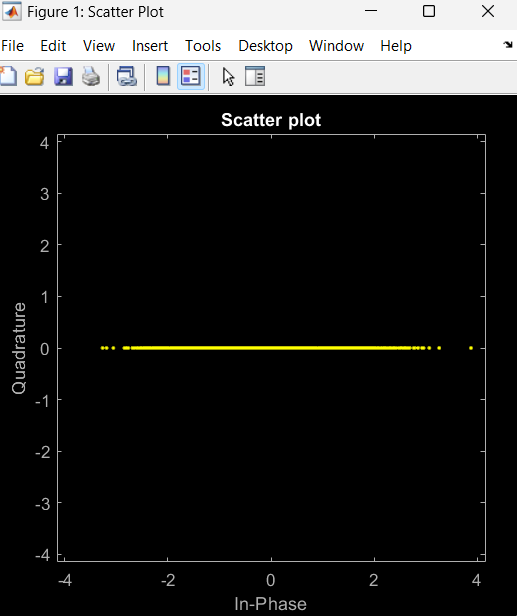 Figure 1: Scatter Plot
File Edit View Insert Tools Desktop Window Help
Scatter plot
4
3
2
1
0
-1
-2
-3
-4
Quadrature
-4 -2 0 2 4
In-Phase